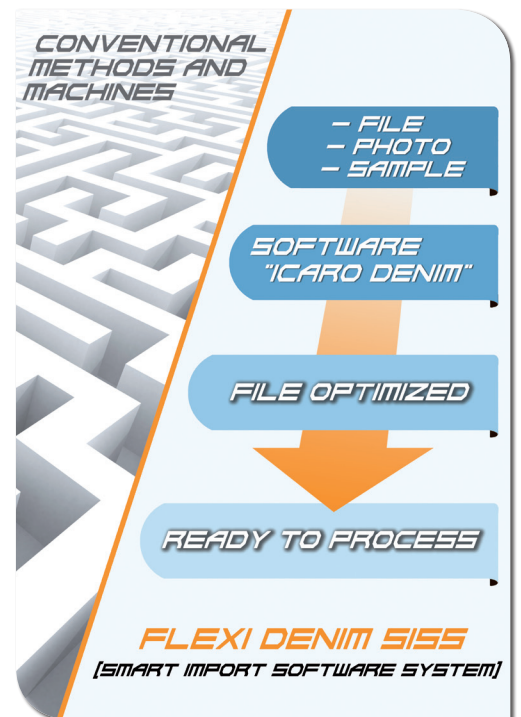 CONVENTIONAL
METHODS AND
MACHINES
- FILE
- PHOTO
- SAMPLE
SOFTWARE
"ICARO DENIM"
FILE OPTIMIZED
READY TO PROCESS
FLEXI DENIM SISS
[SMART IMPORT SOFTWARE SYSTEM]